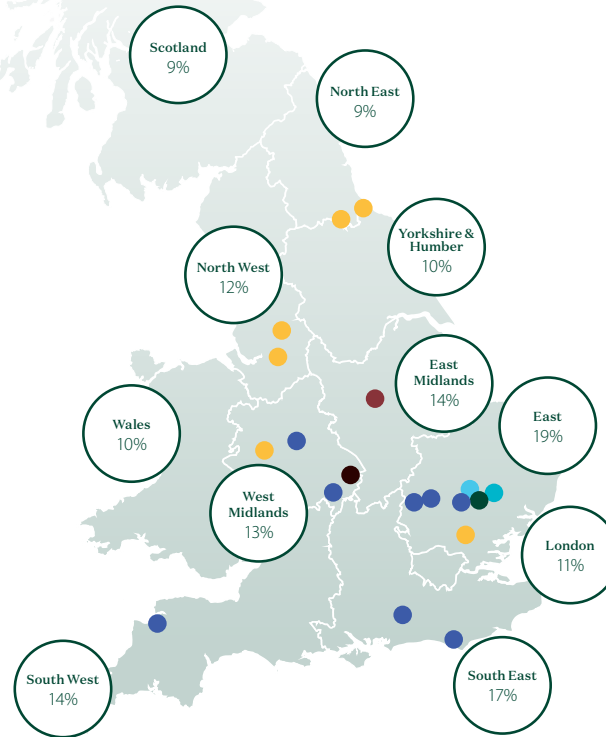 Scotland
9%
North East
9%
Yorkshire &
Humber
10%
North West
12%
East
Midlands
14%
Wales
10%
East
19%
West
Midlands
13%
London
11%
South West
14%
South East
17%